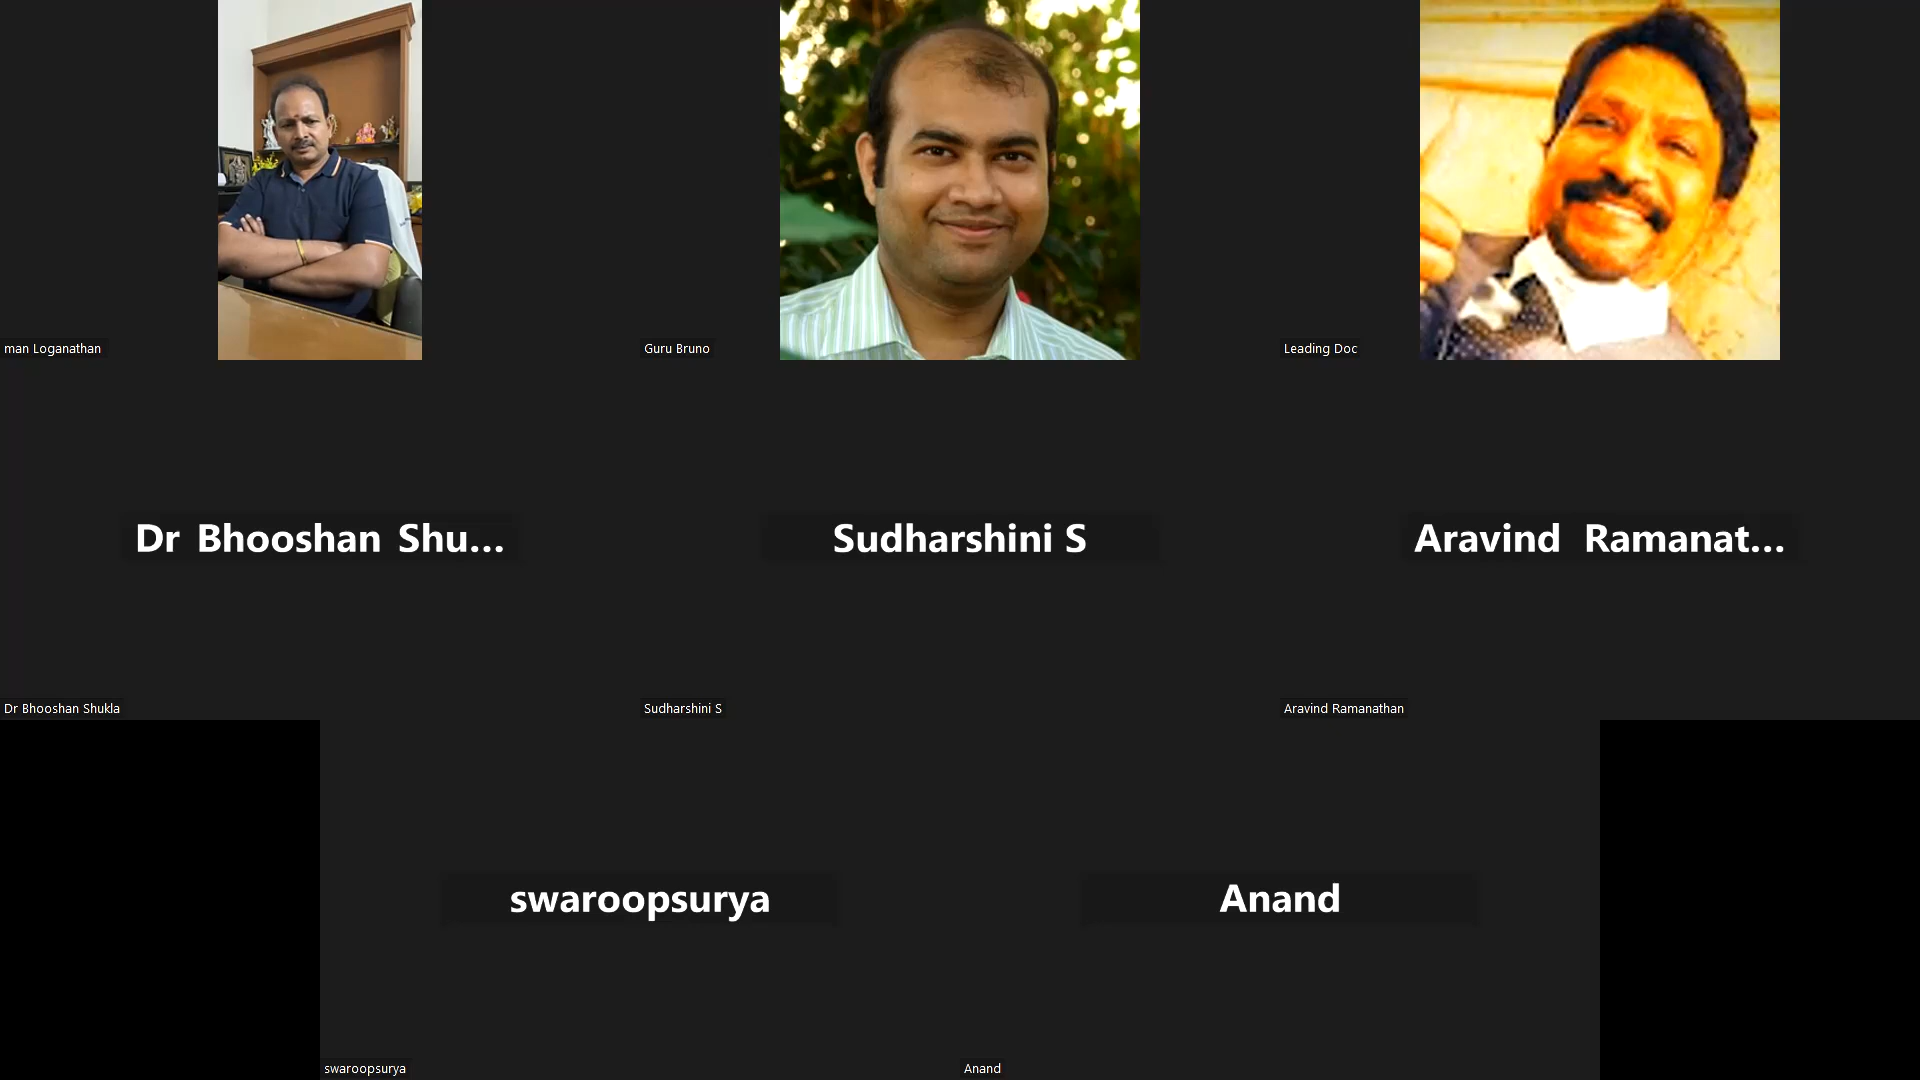 man Loganathan
Guru Bruno
Leading Doc
Dr Bhooshan Shu...
Sudharshini S
Aravind Ramanat...
Dr Bhooshan Shukla
Sudharshini S
Aravind Ramanathan
swaroopsurya
Anand
swaroopsurya
Anand